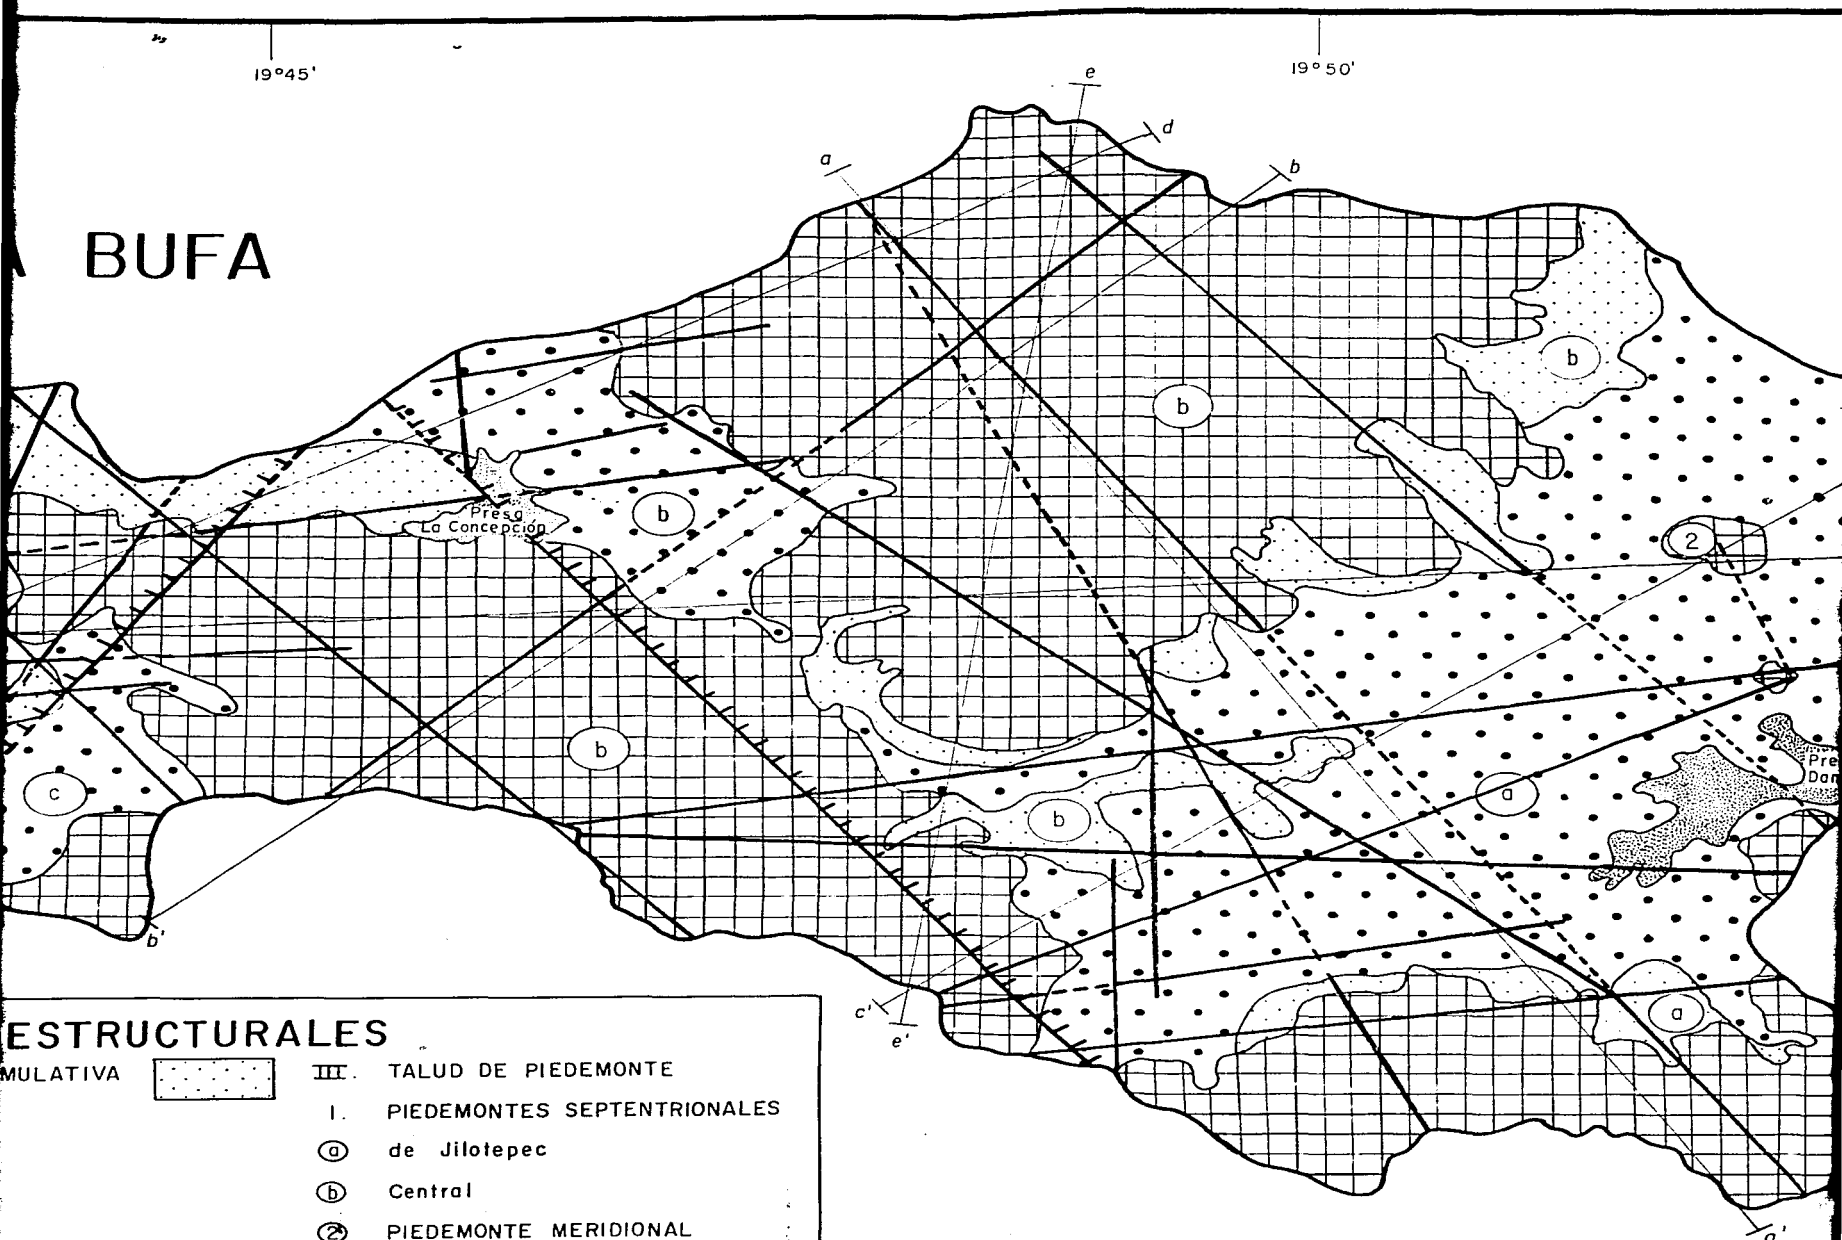 19°45'
19°50'
e
d
a
b
BUFA
b
b
Presa
La Concepción
b
2
b
c
b
a
Pre
Dan
b'
c'
e'
a
a'
ESTRUCTURALES
MULATIVA
III. TALUD DE PIEDEMONTE
I. PIEDEMONTES SEPTENTRIONALES
a de Jilotepec
b Central
2 PIEDEMONTE MERIDIONAL